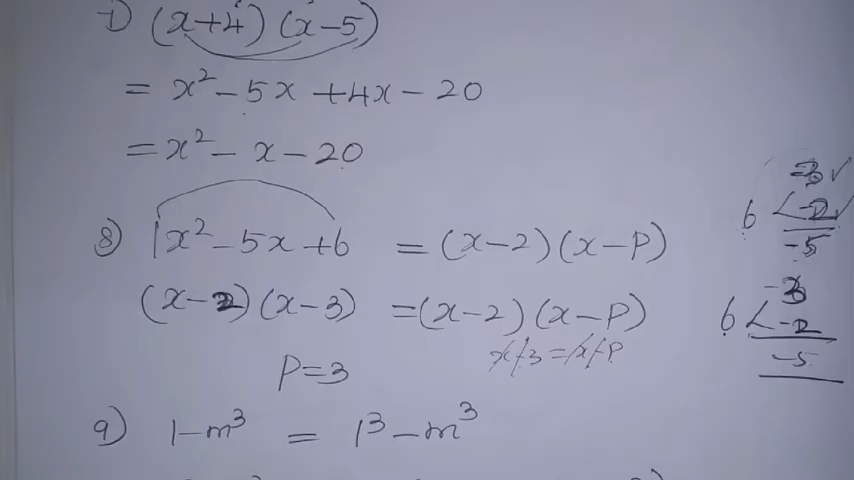 7) (x+4) (x-5)
= x² - 5x + 4x - 20
= x² - x - 20
8) 1x² - 5x + 6 = (x-2) (x-P)
(x-2) (x-3) = (x-2) (x-P)
x-3 = x-P
P=3
9) 1-m³ = 1³ - m³
-3 ✓
6 < -2 ✓
-5
-3
6 < -2
-5